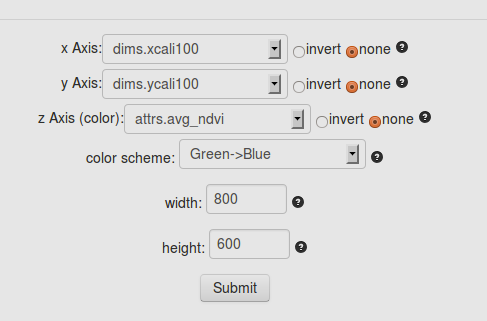 x Axis: dims.xcali100 invert none ?
y Axis: dims.ycali100 invert none ?
z Axis (color): attrs.avg_ndvi invert none ?
color scheme: Green->Blue ?
width: 800 ?
height: 600 ?
Submit